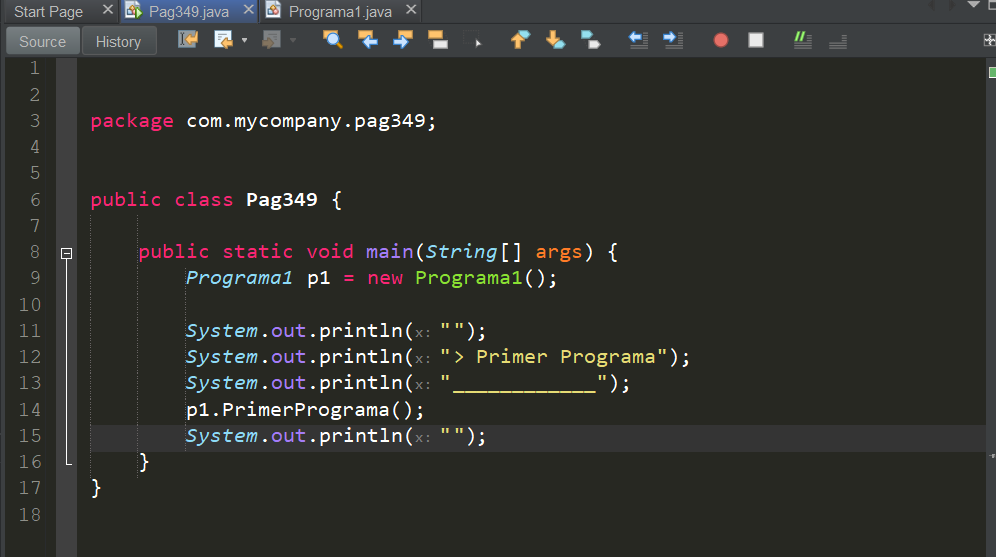 Start Page Pag349.java Programa1.java
Source History
1
2
3 package com.mycompany.pag349;
4
5
6 public class Pag349 {
7
8 public static void main(String[] args) {
9 Programa1 p1 = new Programa1();
10
11 System.out.println(x: "");
12 System.out.println(x: "> Primer Programa");
13 System.out.println(x: "____________");
14 p1.PrimerPrograma();
15 System.out.println(x: "");
16 }
17 }
18